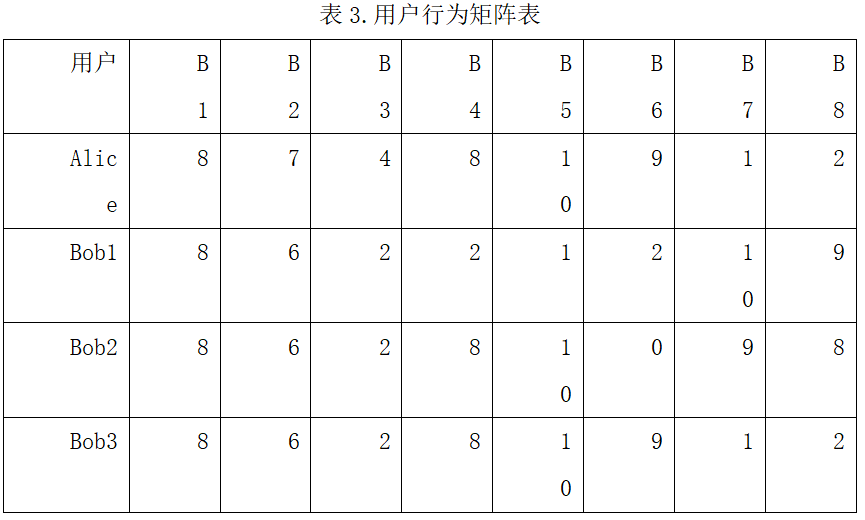 表 3.用户行为矩阵表
用户 B1 B2 B3 B4 B5 B6 B7 B8
Alice 8 7 4 8 10 9 1 2
Bob1 8 6 2 2 1 2 10 9
Bob2 8 6 2 8 10 0 9 8
Bob3 8 6 2 8 10 9 1 2